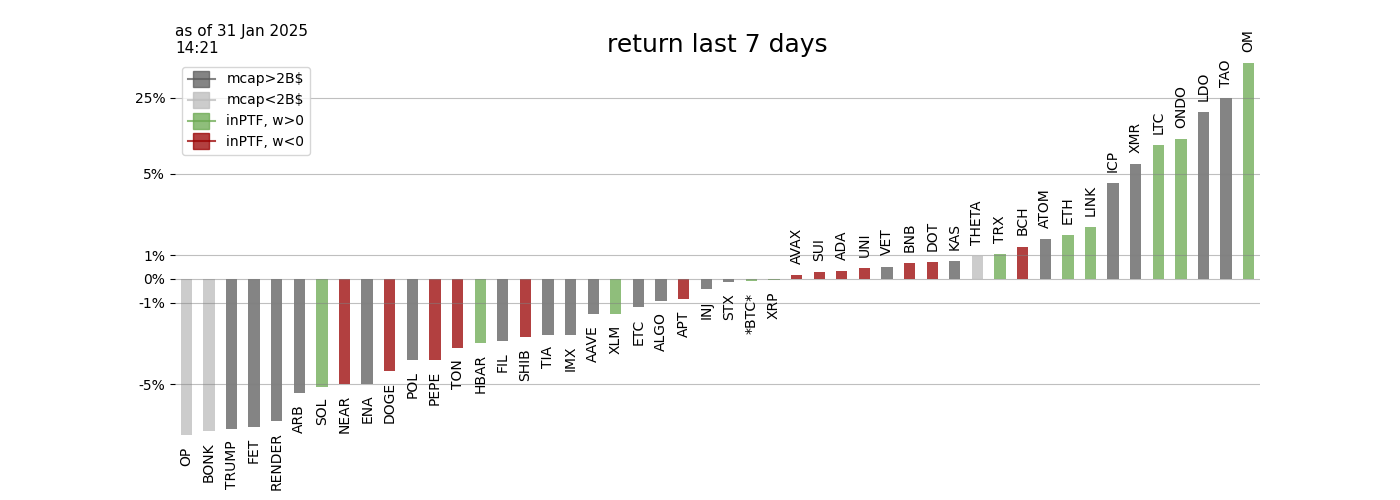 as of 31 Jan 2025
14:21
return last 7 days
mcap>2B$
mcap<2B$
inPTF, w>0
inPTF, w<0
25%
5%
1%
0%
-1%
-5%
OP
BONK
TRUMP
FET
RENDER
ARB
SOL
NEAR
ENA
DOGE
POL
PEPE
TON
HBAR
FIL
SHIB
TIA
IMX
AAVE
XLM
ETC
ALGO
APT
INJ
STX
*BTC*
XRP
AVAX
SUI
ADA
UNI
VET
BNB
DOT
KAS
THETA
TRX
BCH
ATOM
ETH
LINK
ICP
XMR
LTC
ONDO
LDO
TAO
OM